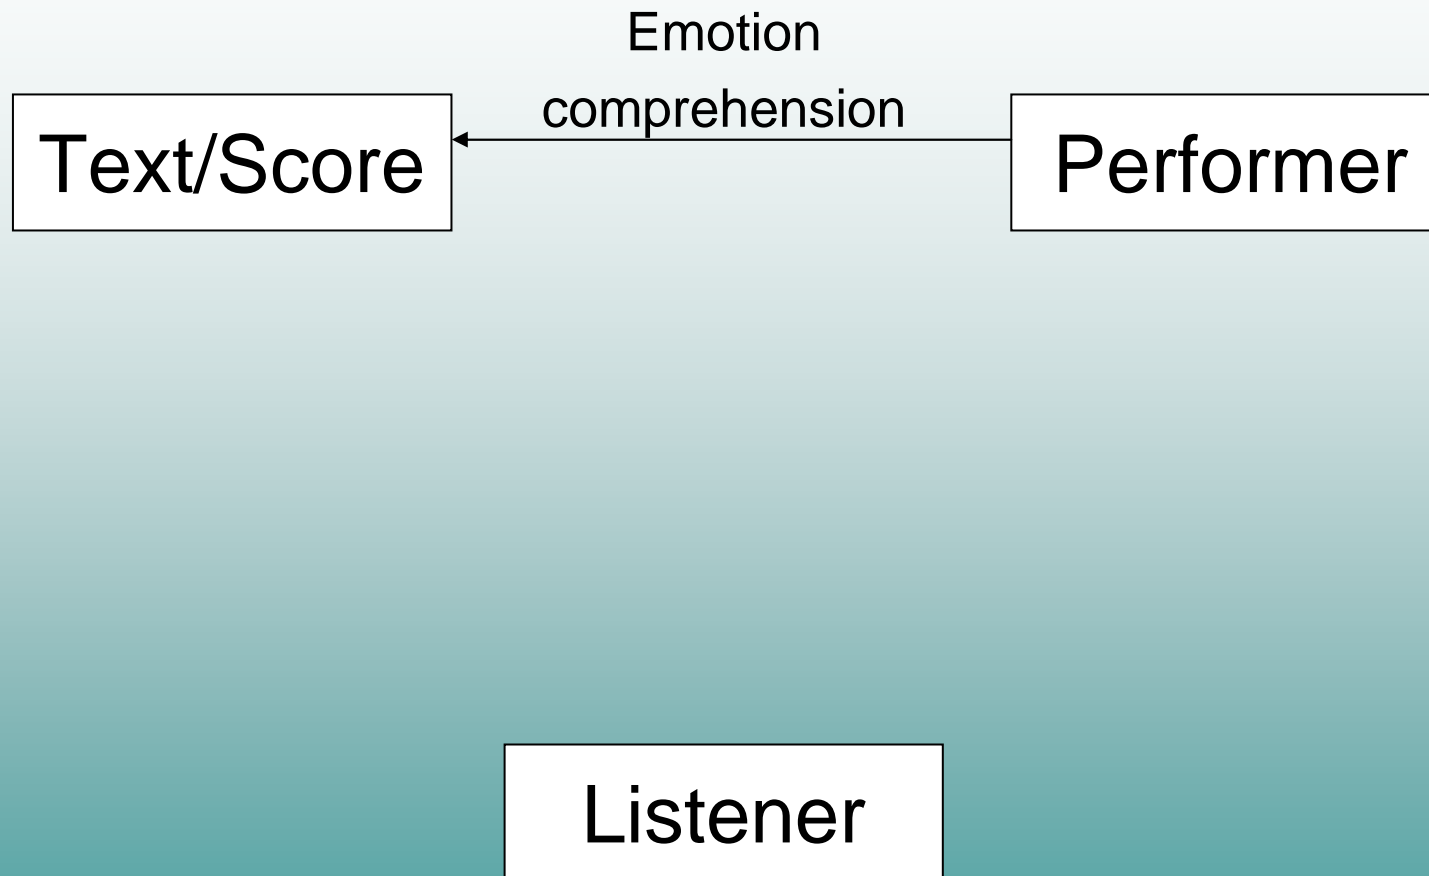 Emotion
comprehension
Text/Score
Performer
Listener